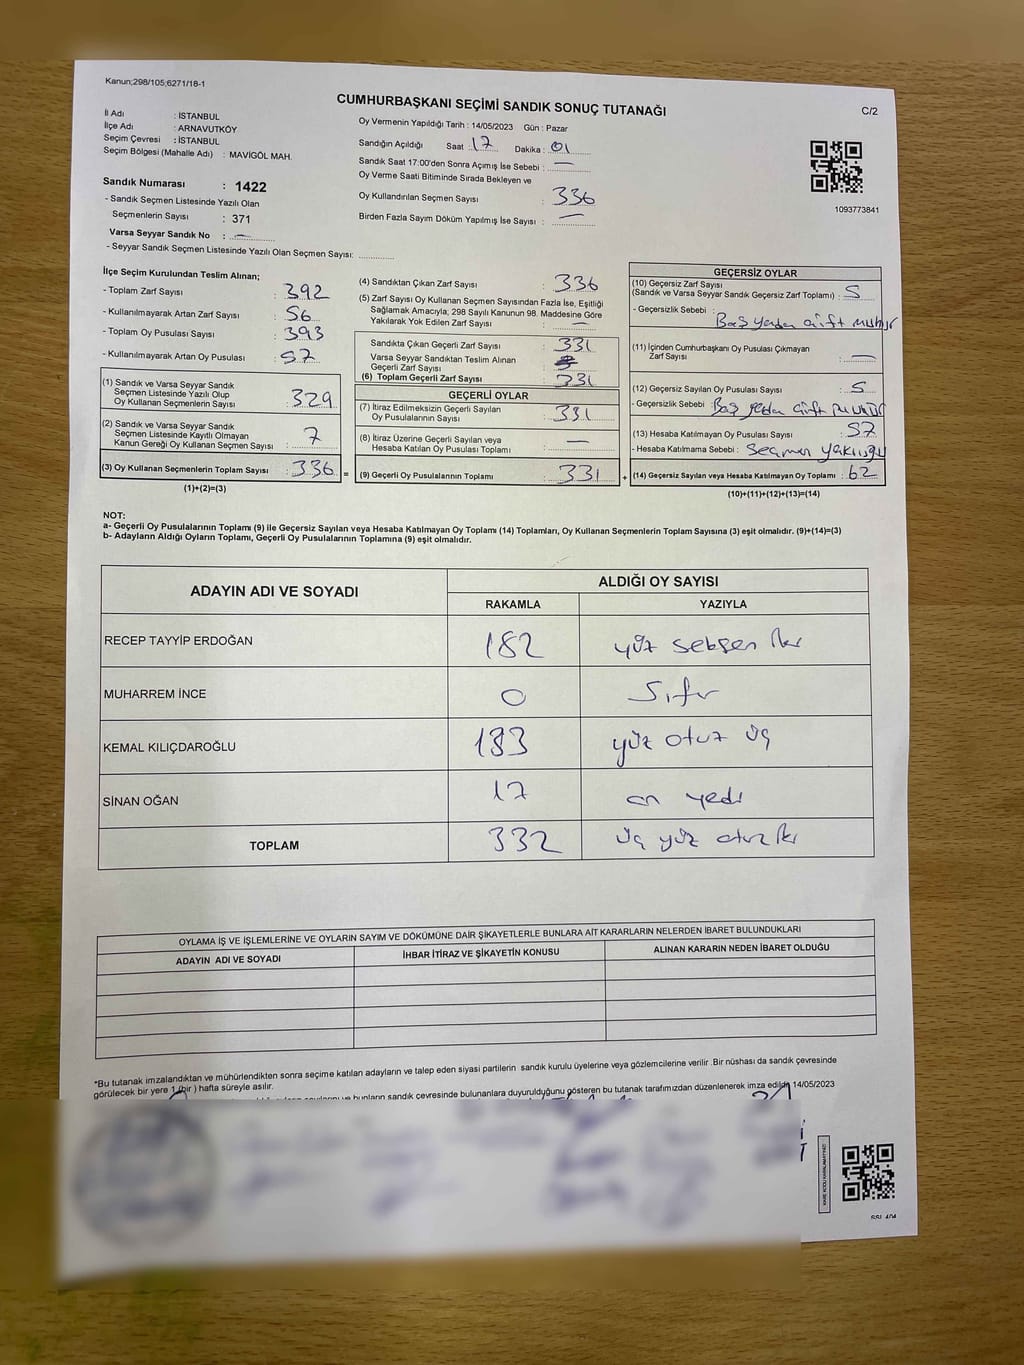 Kanun;298/105;6271/18-1
CUMHURBAŞKANI SEÇİMİ SANDIK SONUÇ TUTANAĞI
C/2
İl Adı : İSTANBUL
İlçe Adı : ARNAVUTKÖY
Seçim Çevresi : İSTANBUL
Seçim Bölgesi (Mahalle Adı) : MAVİGÖL MAH.
Sandık Numarası : 1422
- Sandık Seçmen Listesinde Yazılı Olan
Seçmenlerin Sayısı : 371
Varsa Seyyar Sandık No : —
- Seyyar Sandık Seçmen Listesinde Yazılı Olan Seçmen Sayısı:
Oy Vermenin Yapıldığı Tarih : 14/05/2023 Gün : Pazar
Sandığın Açıldığı Saat : 17 Dakika : 01
Sandık Saat 17:00'den Sonra Açımış İse Sebebi : —
Oy Verme Saati Bitiminde Sırada Bekleyen ve
Oy Kullandırılan Seçmen Sayısı : 336
Birden Fazla Sayım Döküm Yapılmış İse Sayısı : —
1093773841
İlçe Seçim Kurulundan Teslim Alınan;
- Toplam Zarf Sayısı : 392
- Kullanılmayarak Artan Zarf Sayısı : 56
- Toplam Oy Pusulası Sayısı : 393
- Kullanılmayarak Artan Oy Pusulası : 57
(1) Sandık ve Varsa Seyyar Sandık
Seçmen Listesinde Yazılı Olup
Oy Kullanan Seçmenlerin Sayısı : 329
(2) Sandık ve Varsa Seyyar Sandık
Seçmen Listesinde Kayıtlı Olmayan
Kanun Gereği Oy Kullanan Seçmen Sayısı : 7
(3) Oy Kullanan Seçmenlerin Toplam Sayısı : 336 =
(1)+(2)=(3)
(4) Sandıktan Çıkan Zarf Sayısı : 336
(5) Zarf Sayısı Oy Kullanan Seçmen Sayısından Fazla İse, Eşitliği
Sağlamak Amacıyla; 298 Sayılı Kanunun 98. Maddesine Göre
Yakılarak Yok Edilen Zarf Sayısı : —
Sandıkta Çıkan Geçerli Zarf Sayısı : 331
Varsa Seyyar Sandıktan Teslim Alınan
Geçerli Zarf Sayısı :
(6) Toplam Geçerli Zarf Sayısı : 331
GEÇERLİ OYLAR
(7) İtiraz Edilmeksizin Geçerli Sayılan
Oy Pusulalarının Sayısı : 331
(8) İtiraz Üzerine Geçerli Sayılan veya
Hesaba Katılan Oy Pusulası Toplamı : —
(9) Geçerli Oy Pusulalarının Toplamı : 331 +
GEÇERSİZ OYLAR
(10) Geçersiz Zarf Sayısı
(Sandık ve Varsa Seyyar Sandık Geçersiz Zarf Toplamı) : 5
- Geçersizlik Sebebi : Boş yerden çift mühür
(11) İçinden Cumhurbaşkanı Oy Pusulası Çıkmayan
Zarf Sayısı : —
(12) Geçersiz Sayılan Oy Pusulası Sayısı : 5
- Geçersizlik Sebebi : Boş yerden çift mühür
(13) Hesaba Katılmayan Oy Pusulası Sayısı : 57
- Hesaba Katılmama Sebebi : Seçmen yokluğu
(14) Geçersiz Sayılan veya Hesaba Katılmayan Oy Toplamı : 62
(10)+(11)+(12)+(13)=(14)
NOT:
a- Geçerli Oy Pusulalarının Toplamı (9) ile Geçersiz Sayılan veya Hesaba Katılmayan Oy Toplamı (14) Toplamları, Oy Kullanan Seçmenlerin Toplam Sayısına (3) eşit olmalıdır. (9)+(14)=(3)
b- Adayların Aldığı Oyların Toplamı, Geçerli Oy Pusulalarının Toplamına (9) eşit olmalıdır.
ADAYIN ADI VE SOYADI
ALDIĞI OY SAYISI
RAKAMLA YAZIYLA
RECEP TAYYİP ERDOĞAN 182 yüz seksen iki
MUHARREM İNCE 0 Sıfır
KEMAL KILIÇDAROĞLU 133 yüz otuz üç
SİNAN OĞAN 17 on yedi
TOPLAM 332 üç yüz otuz iki
OYLAMA İŞ VE İŞLEMLERİNE VE OYLARIN SAYIM VE DÖKÜMÜNE DAİR ŞİKAYETLERLE BUNLARA AİT KARARLARIN NELERDEN İBARET BULUNDUKLARI
ADAYIN ADI VE SOYADI İHBAR İTİRAZ VE ŞİKAYETİN KONUSU ALINAN KARARIN NEDEN İBARET OLDUĞU
*Bu tutanak imzalandıktan ve mühürlendikten sonra seçime katılan adayların ve talep eden siyasi partilerin sandık kurulu üyelerine veya gözlemcilerine verilir .Bir nüshası da sandık çevresinde
görülecek bir yere 1 (bir ) hafta süreyle asılır.
bunların sandık çevresinde bulunanlara duyurulduğunu gösteren bu tutanak tarafımızdan düzenlenerek imza edildi 14/05/2023